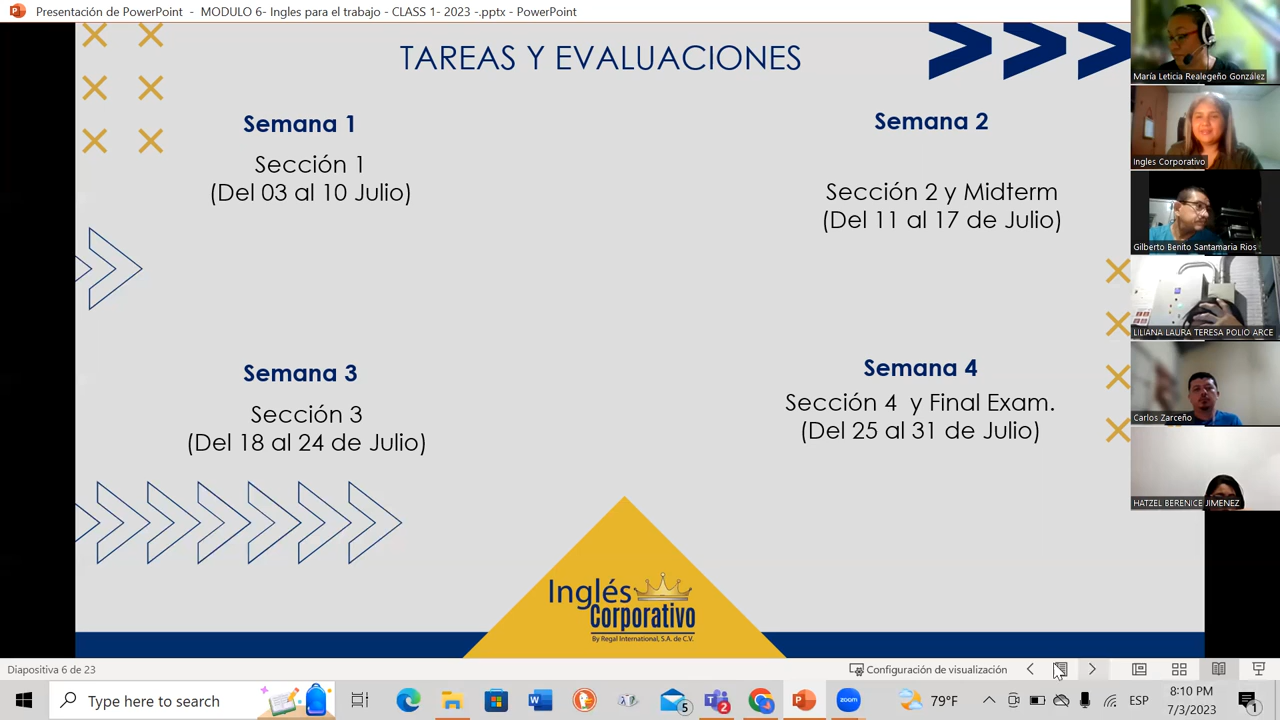 Presentación de PowerPoint - MODULO 6- Ingles para el trabajo - CLASS 1- 2023 -.pptx - PowerPoint
TAREAS Y EVALUACIONES
Semana 1
Sección 1
(Del 03 al 10 Julio)
Semana 2
Sección 2 y Midterm
(Del 11 al 17 de Julio)
Semana 3
Sección 3
(Del 18 al 24 de Julio)
Semana 4
Sección 4 y Final Exam.
(Del 25 al 31 de Julio)
Inglés
Corporativo
By Regal International, S.A. de C.V.
María Leticia Realegeño González
Ingles Corporativo
Gilberto Benito Santamaria Rios
LILIANA LAURA TERESA POLIO ARCE
Carlos Zarceño
HATZEL BERENICE JIMENEZ
Diapositiva 6 de 23
Configuración de visualización
Type here to search
5
2
zoom
79°F
ESP
8:10 PM
7/3/2023
1